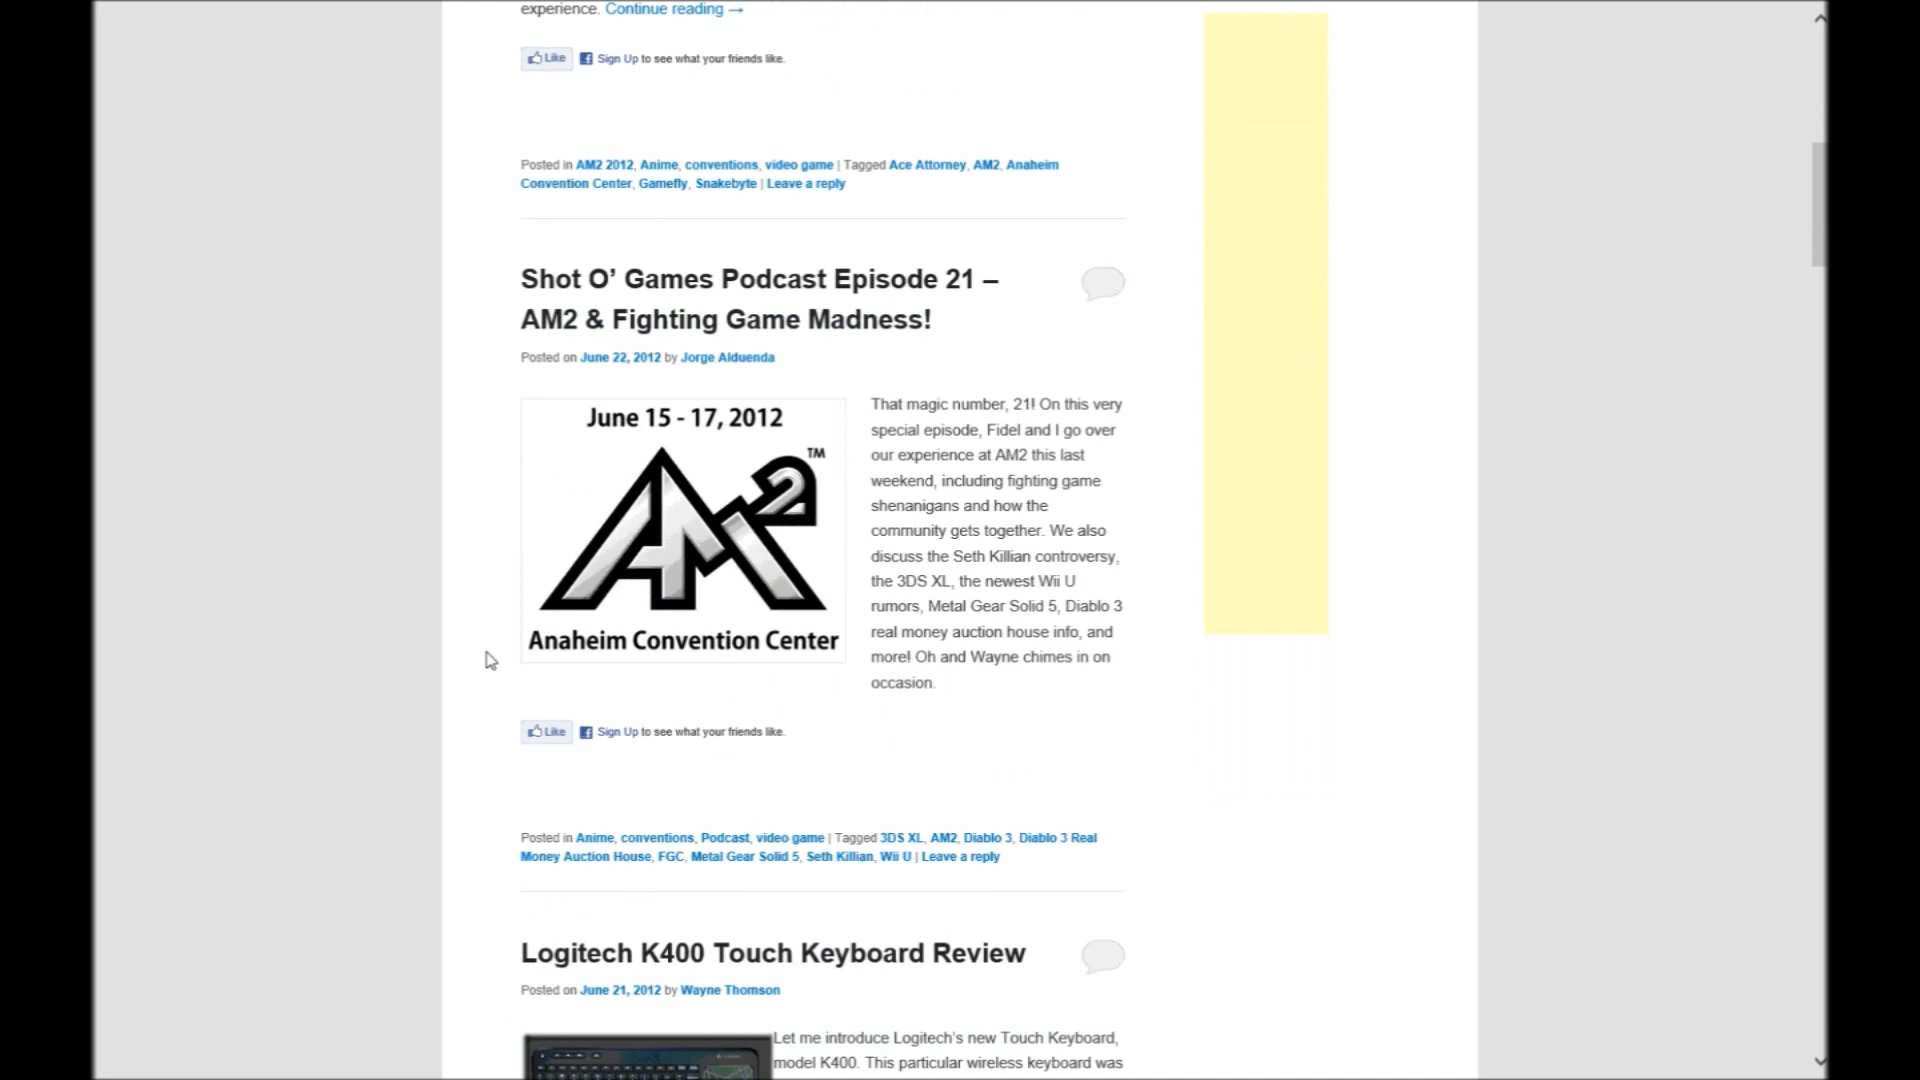 experience. Continue reading →
Like Sign Up to see what your friends like.
Posted in AM2 2012, Anime, conventions, video game | Tagged Ace Attorney, AM2, Anaheim
Convention Center, Gamefly, Snakebyte | Leave a reply
Shot O’ Games Podcast Episode 21 –
AM2 & Fighting Game Madness!
Posted on June 22, 2012 by Jorge Alduenda
June 15 - 17, 2012
AM2 TM
Anaheim Convention Center
That magic number, 21! On this very
special episode, Fidel and I go over
our experience at AM2 this last
weekend, including fighting game
shenanigans and how the
community gets together. We also
discuss the Seth Killian controversy,
the 3DS XL, the newest Wii U
rumors, Metal Gear Solid 5, Diablo 3
real money auction house info, and
more! Oh and Wayne chimes in on
occasion.
Like Sign Up to see what your friends like.
Posted in Anime, conventions, Podcast, video game | Tagged 3DS XL, AM2, Diablo 3, Diablo 3 Real
Money Auction House, FGC, Metal Gear Solid 5, Seth Killian, Wii U | Leave a reply
Logitech K400 Touch Keyboard Review
Posted on June 21, 2012 by Wayne Thomson
Let me introduce Logitech’s new Touch Keyboard,
model K400. This particular wireless keyboard was